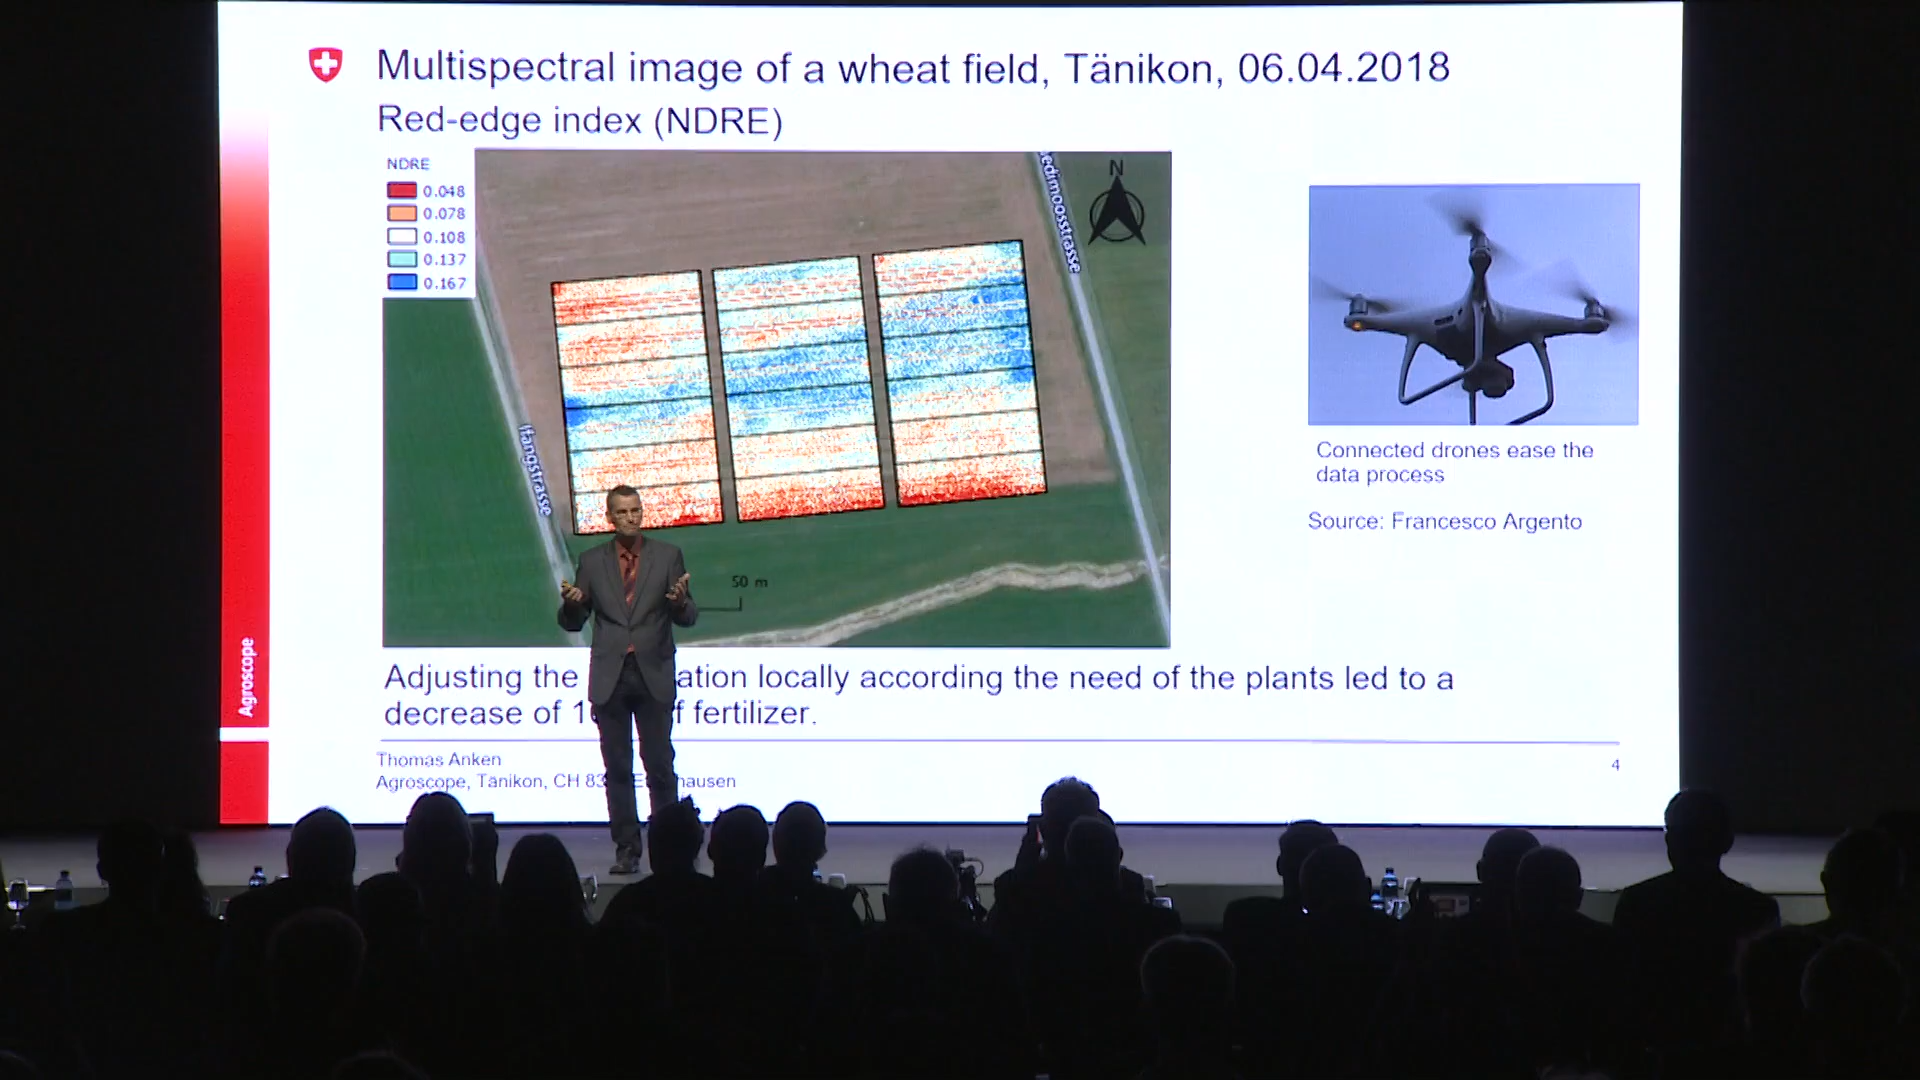 Multispectral image of a wheat field, Tänikon, 06.04.2018
Red-edge index (NDRE)
NDRE
0.048
0.078
0.108
0.137
0.167
N
Ifangstrasse
50 m
Connected drones ease the
data process
Source: Francesco Argento
Adjusting the ation locally according the need of the plants led to a
decrease of fertilizer.
Agroscope
Thomas Anken
Agroscope, Tänikon, CH
4